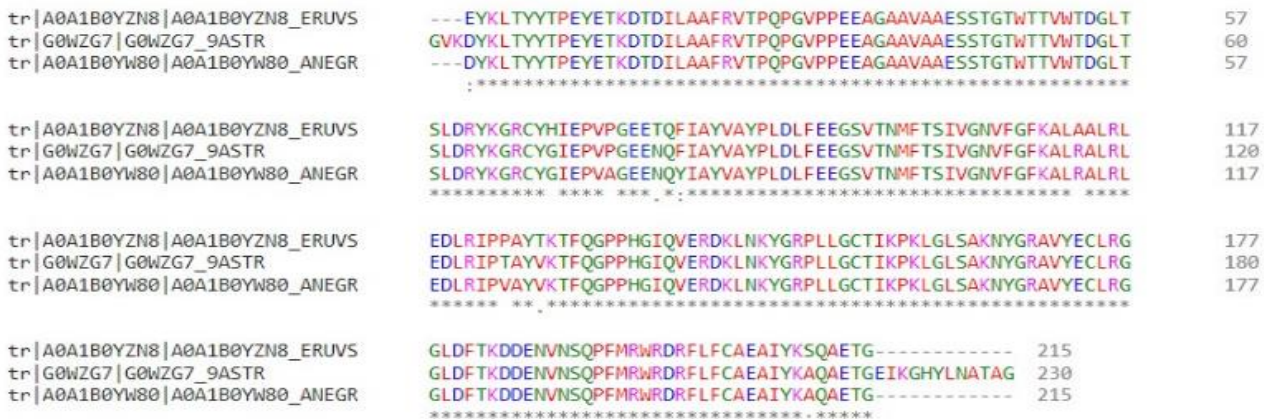 tr|A0A1B0YZN8|A0A1B0YZN8_ERUVS ---EYKLTYYTPEYETKDTDILAAFRVTPQPGVPPEEAGAAVAAESSTGTWTTVWTDGLT 57
tr|G0WZG7|G0WZG7_9ASTR GVKDYKLTYYTPEYETKDTDILAAFRVTPQPGVPPEEAGAAVAAESSTGTWTTVWTDGLT 60
tr|A0A1B0YW80|A0A1B0YW80_ANEGR ---DYKLTYYTPEYETKDTDILAAFRVTPQPGVPPEEAGAAVAAESSTGTWTTVWTDGLT 57
:********************************************************
tr|A0A1B0YZN8|A0A1B0YZN8_ERUVS SLDRYKGRCYHIEPVPGEETQFIAYVAYPLDLFEEGSVTNMFTSIVGNVFGFKALAALRL 117
tr|G0WZG7|G0WZG7_9ASTR SLDRYKGRCYGIEPVPGEENQFIAYVAYPLDLFEEGSVTNMFTSIVGNVFGFKALRALRL 120
tr|A0A1B0YW80|A0A1B0YW80_ANEGR SLDRYKGRCYGIEPVAGEENQYIAYVAYPLDLFEEGSVTNMFTSIVGNVFGFKALRALRL 117
********** **** ***.*:********************************* ****
tr|A0A1B0YZN8|A0A1B0YZN8_ERUVS EDLRIPPAYTKTFQGPPHGIQVERDKLNKYGRPLLGCTIKPKLGLSAKNYGRAVYECLRG 177
tr|G0WZG7|G0WZG7_9ASTR EDLRIPTAYVKTFQGPPHGIQVERDKLNKYGRPLLGCTIKPKLGLSAKNYGRAVYECLRG 180
tr|A0A1B0YW80|A0A1B0YW80_ANEGR EDLRIPVAYVKTFQGPPHGIQVERDKLNKYGRPLLGCTIKPKLGLSAKNYGRAVYECLRG 177
****** **.**************************************************
tr|A0A1B0YZN8|A0A1B0YZN8_ERUVS GLDFTKDDENVNSQPFMRWRDRFLFCAEAIYKSQAETG------------ 215
tr|G0WZG7|G0WZG7_9ASTR GLDFTKDDENVNSQPFMRWRDRFLFCAEAIYKAQAETGEIKGHYLNATAG 230
tr|A0A1B0YW80|A0A1B0YW80_ANEGR GLDFTKDDENVNSQPFMRWRDRFLFCAEAIYKAQAETG------------ 215
********************************.*****